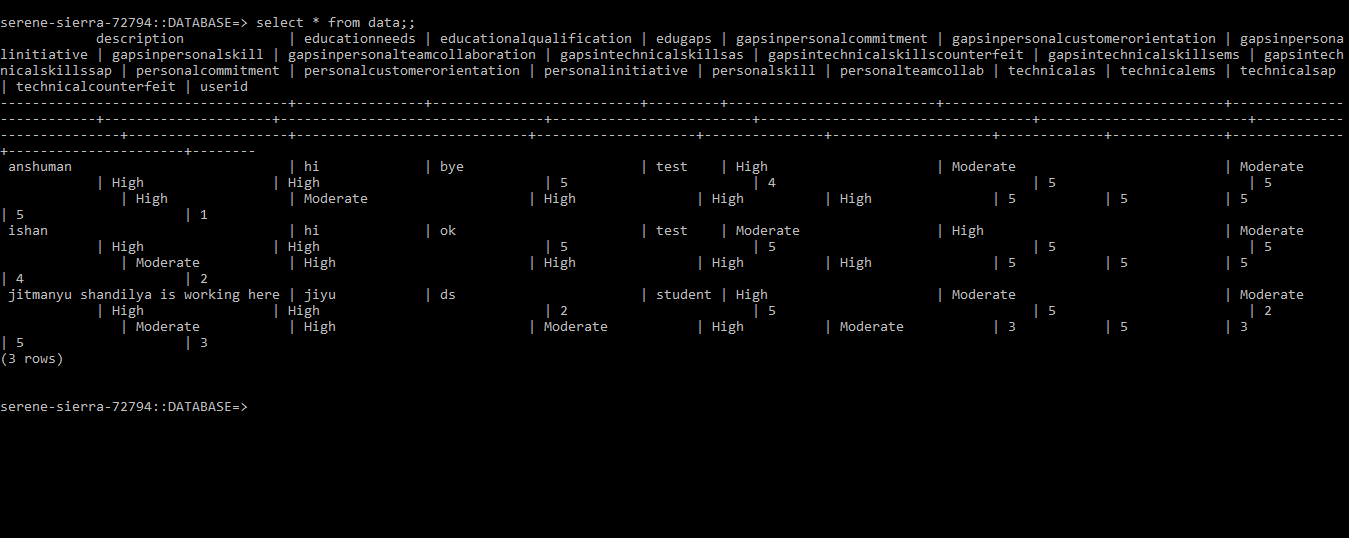 serene-sierra-72794::DATABASE=> select * from data;;
            description             | educationneeds | educationalqualification | edugaps | gapsinpersonalcommitment | gapsinpersonalcustomerorientation | gapsinpersona
linitiative | gapsinpersonalskill | gapsinpersonalteamcollaboration | gapsintechnicalskillsas | gapsintechnicalskillscounterfeit | gapsintechnicalskillsems | gapsintech
nicalskillssap | personalcommitment | personalcustomerorientation | personalinitiative | personalskill | personalteamcollab | technicalas | technicalems | technicalsap
| technicalcounterfeit | userid
------------------------------------+----------------+--------------------------+---------+--------------------------+-----------------------------------+--------------
------------+---------------------+---------------------------------+-------------------------+----------------------------------+--------------------------+-----------
---------------+--------------------+-----------------------------+--------------------+---------------+--------------------+-------------+--------------+--------------
+----------------------+--------
 anshuman                           | hi             | bye                      | test    | High                     | Moderate                          | Moderate
            | High                | High                            | 5                       | 4                                | 5                        | 5
               | High               | Moderate                    | High               | High          | High               | 5           | 5            | 5
| 5                    | 1
 ishan                              | hi             | ok                       | test    | Moderate                 | High                              | Moderate
            | High                | High                            | 5                       | 5                                | 5                        | 5
               | Moderate           | High                        | High               | High          | High               | 5           | 5            | 5
| 4                    | 2
 jitmanyu shandilya is working here | jiyu           | ds                       | student | High                     | Moderate                          | Moderate
            | High                | High                            | 2                       | 5                                | 5                        | 2
               | Moderate           | High                        | Moderate           | High          | Moderate           | 3           | 5            | 3
| 5                    | 3
(3 rows)
serene-sierra-72794::DATABASE=>